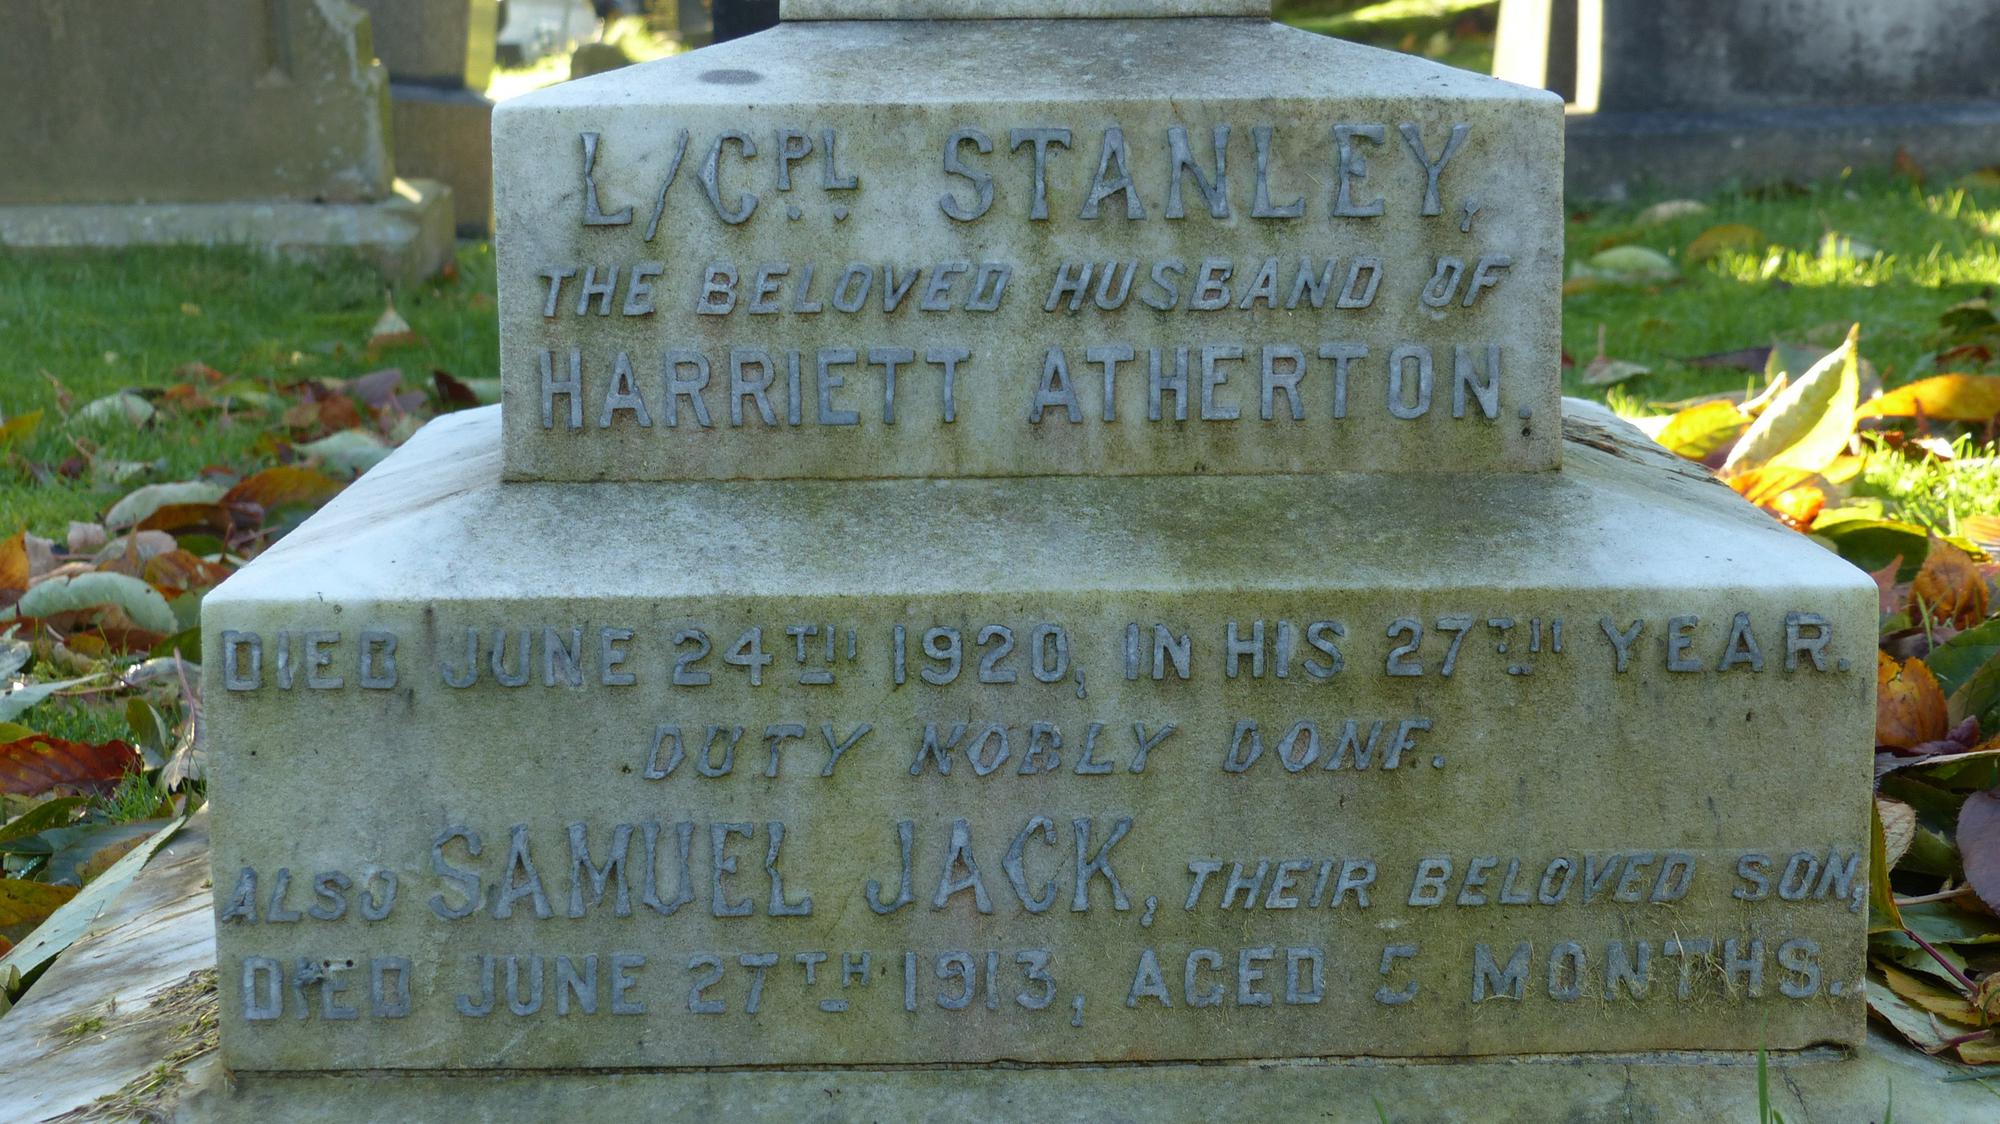 L/CPL. STANLEY,
THE BELOVED HUSBAND OF
HARRIETT ATHERTON.
DIED JUNE 24TH 1920, IN HIS 27TH YEAR.
DUTY NOBLY DONE.
ALSO SAMUEL JACK, THEIR BELOVED SON,
DIED JUNE 27TH 1913, AGED 5 MONTHS.